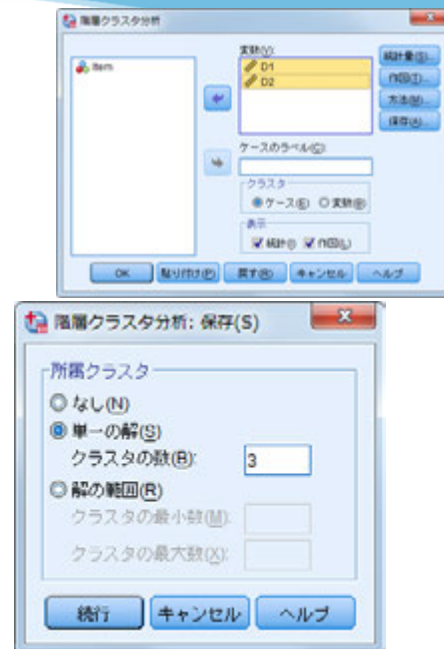 階層クラスタ分析
item
変数(V):
D1
D2
統計量(S)...
作図(T)...
方法(M)...
保存(A)...
ケースのラベル(C):
クラスタ
ケース(E) 変数(B)
表示
統計(I) 作図(L)
OK 貼り付け(P) 戻す(R) キャンセル ヘルプ
階層クラスタ分析: 保存(S)
所属クラスタ
なし(N)
単一の解(S)
クラスタの数(B): 3
解の範囲(R)
クラスタの最小数(M):
クラスタの最大数(X):
続行 キャンセル ヘルプ